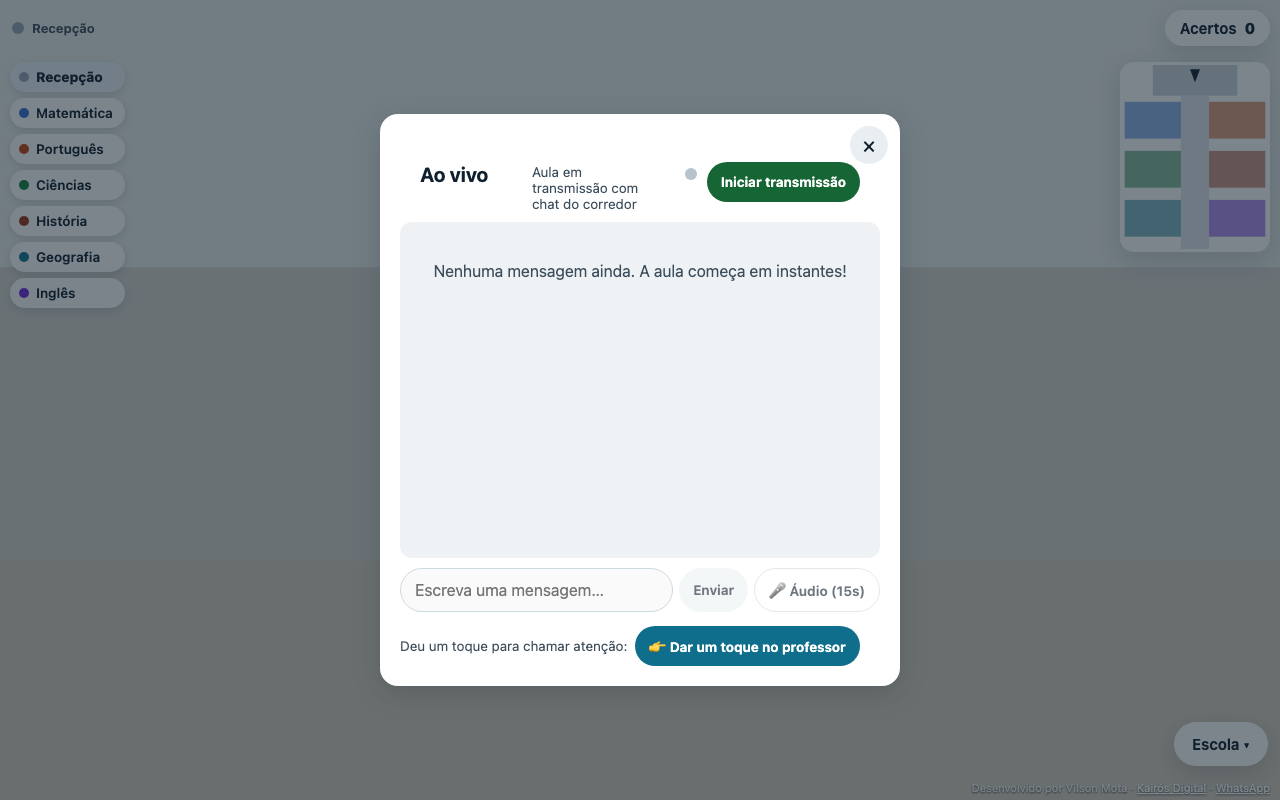 Recepção
Acertos 0
Recepção
Matemática
Português
Ciências
História
Geografia
Inglês
×
Ao vivo
Aula em
transmissão com
chat do corredor
Iniciar transmissão
Nenhuma mensagem ainda. A aula começa em instantes!
Escreva uma mensagem...
Enviar
🎤 Áudio (15s)
Deu um toque para chamar atenção:
👉 Dar um toque no professor
Escola ▾
Desenvolvido por Vilson Mota · Kairós Digital · WhatsApp